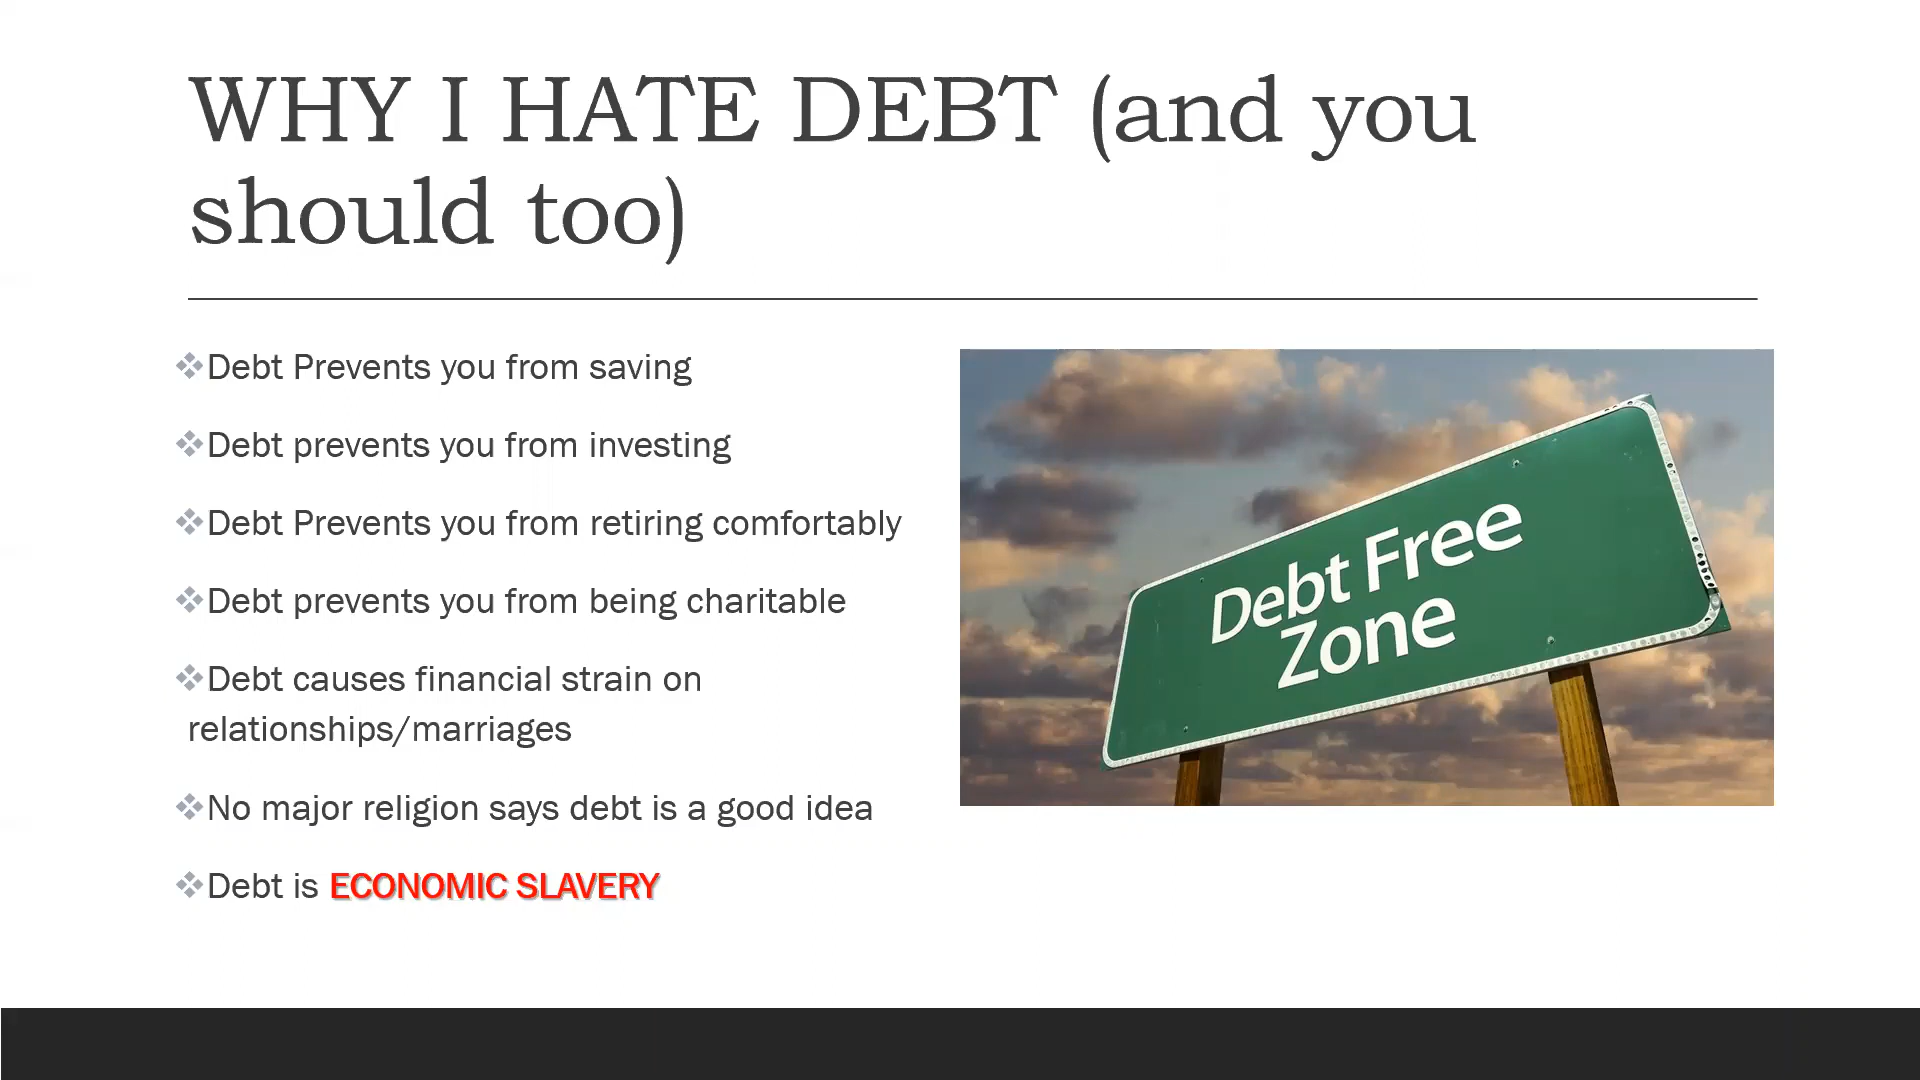 WHY I HATE DEBT (and you
should too)
Debt Prevents you from saving
Debt prevents you from investing
Debt Prevents you from retiring comfortably
Debt prevents you from being charitable
Debt causes financial strain on
relationships/marriages
No major religion says debt is a good idea
Debt is ECONOMIC SLAVERY
Debt Free
Zone